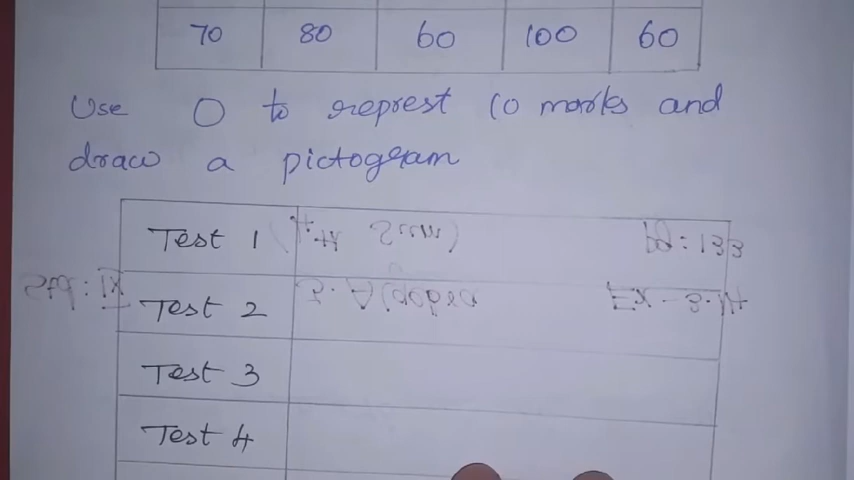 70 80 60 100 60
Use O to represt 10 marks and
draw a pictogram
Test 1
Test 2
Test 3
Test 4